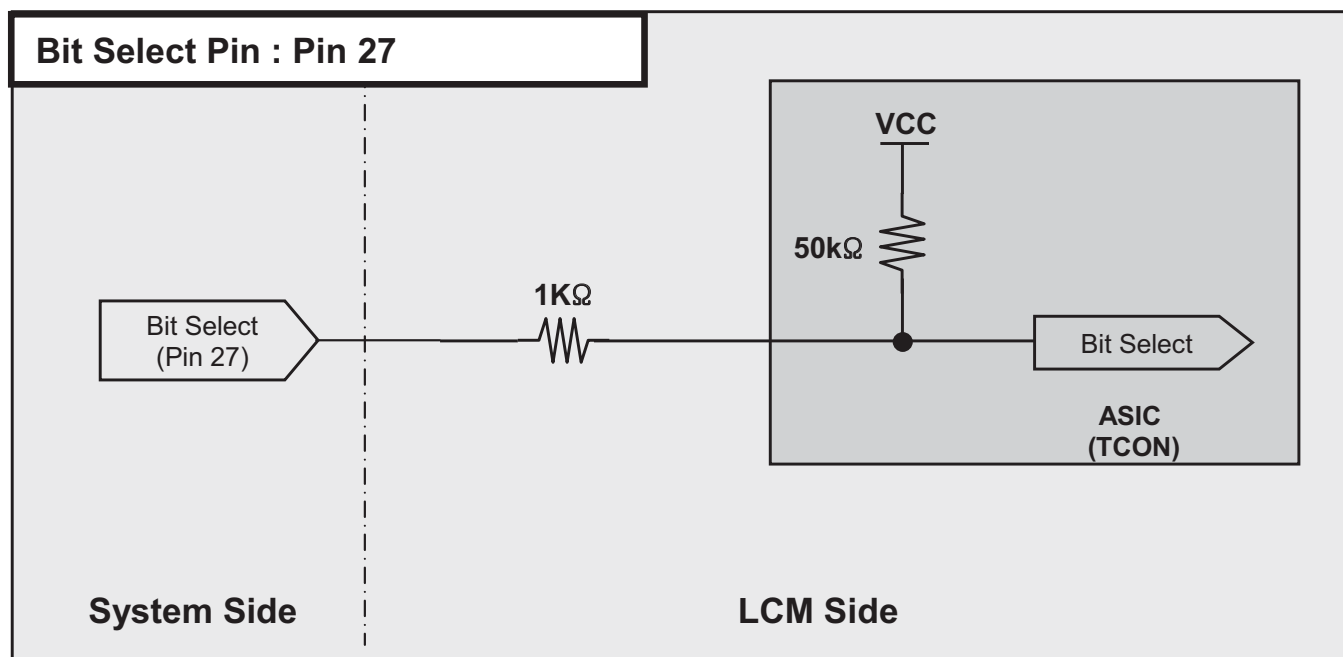 Bit Select Pin : Pin 27
VCC
50kΩ
1KΩ
Bit Select
(Pin 27)
Bit Select
ASIC
(TCON)
System Side
LCM Side